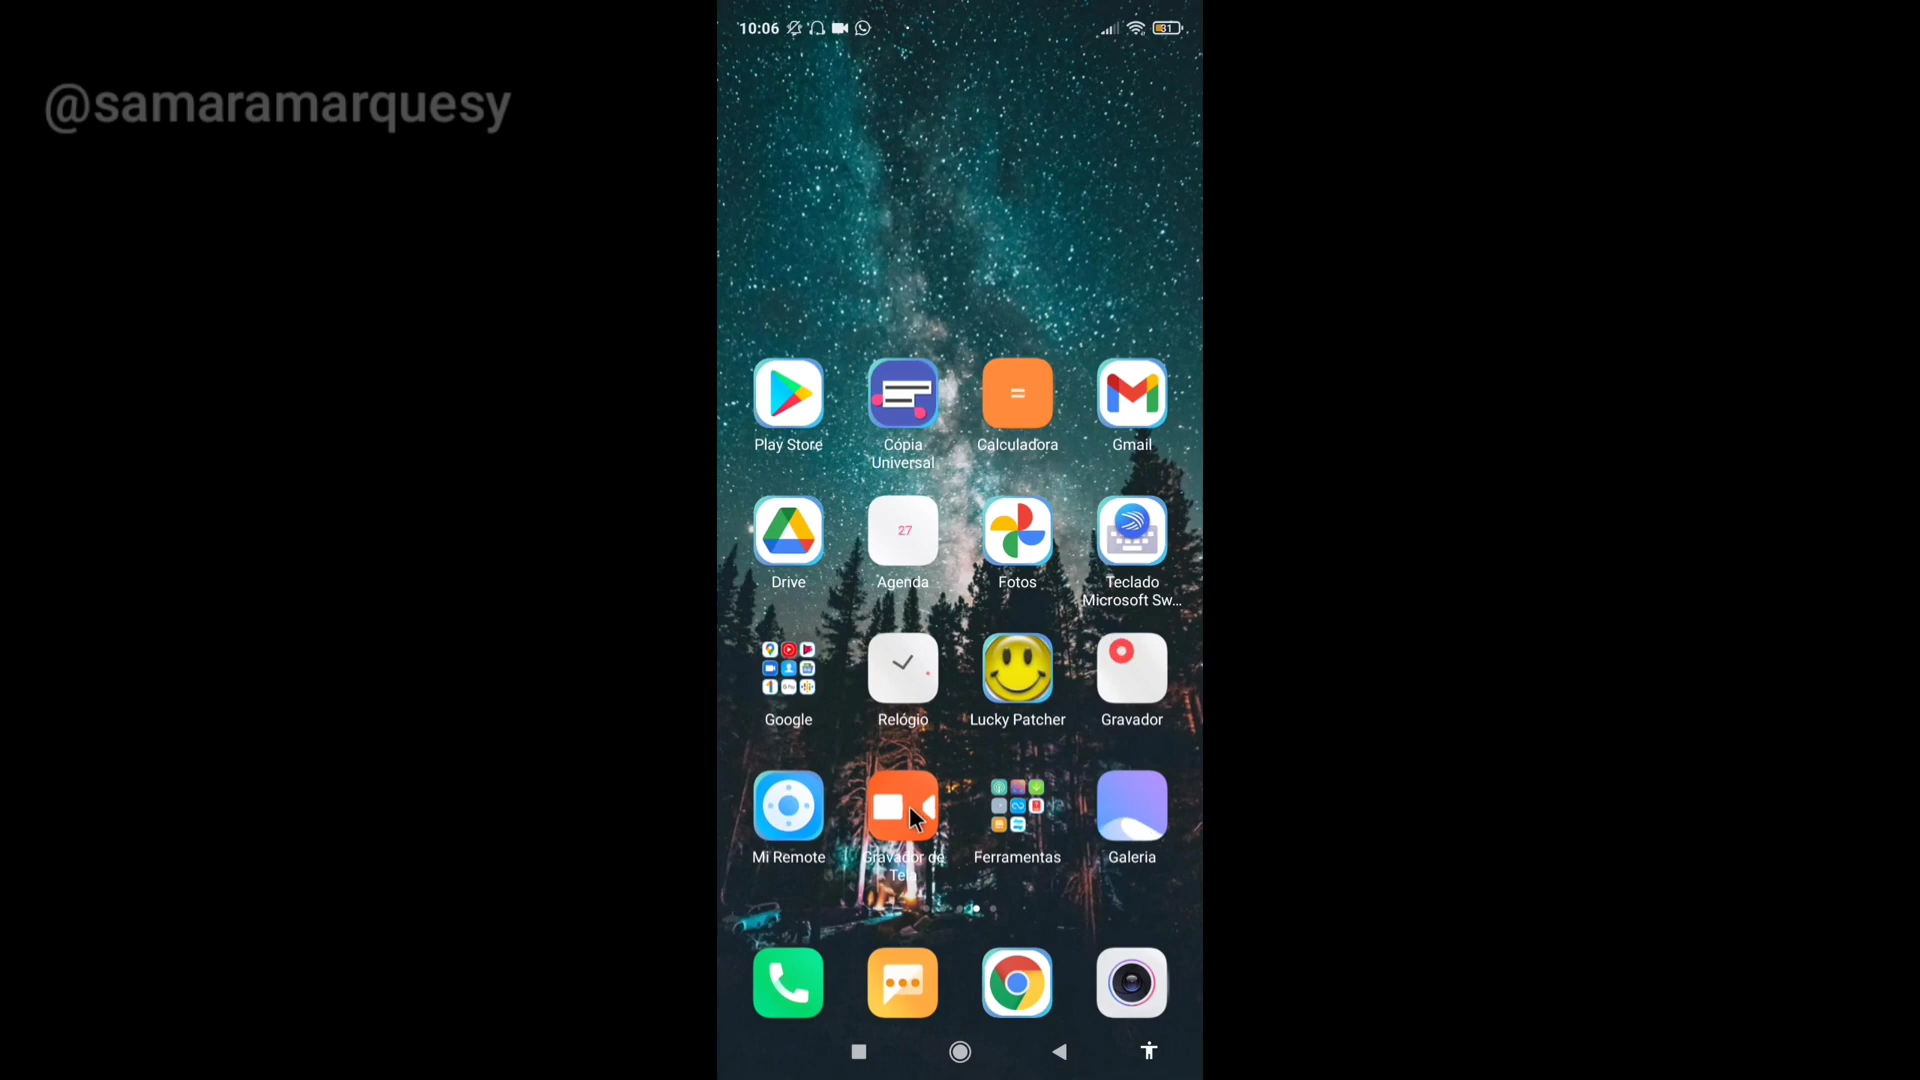 10:06
31
@samaramarquesy
=
Play Store
Cópia
Universal
Calculadora
Gmail
27
Drive
Agenda
Fotos
Teclado
Microsoft Sw...
Google
Relógio
Lucky Patcher
Gravador
Mi Remote
Gravador de
Tela
Ferramentas
Galeria